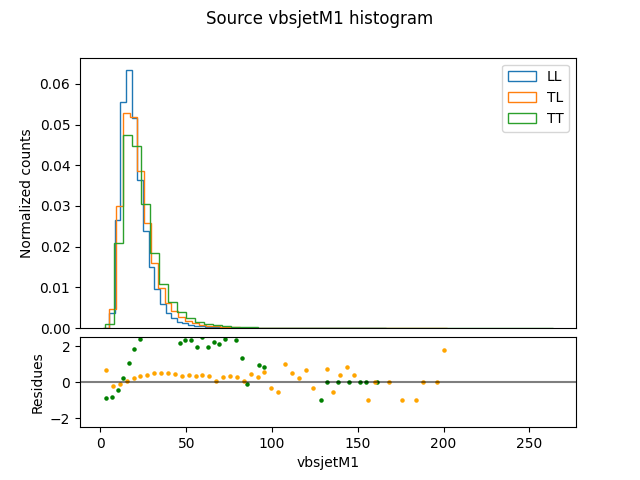 Source vbsjetM1 histogram
LL
TL
TT
Normalized counts
0.06
0.05
0.04
0.03
0.02
0.01
0.00
Residues
2
0
−2
0 50 100 150 200 250
vbsjetM1